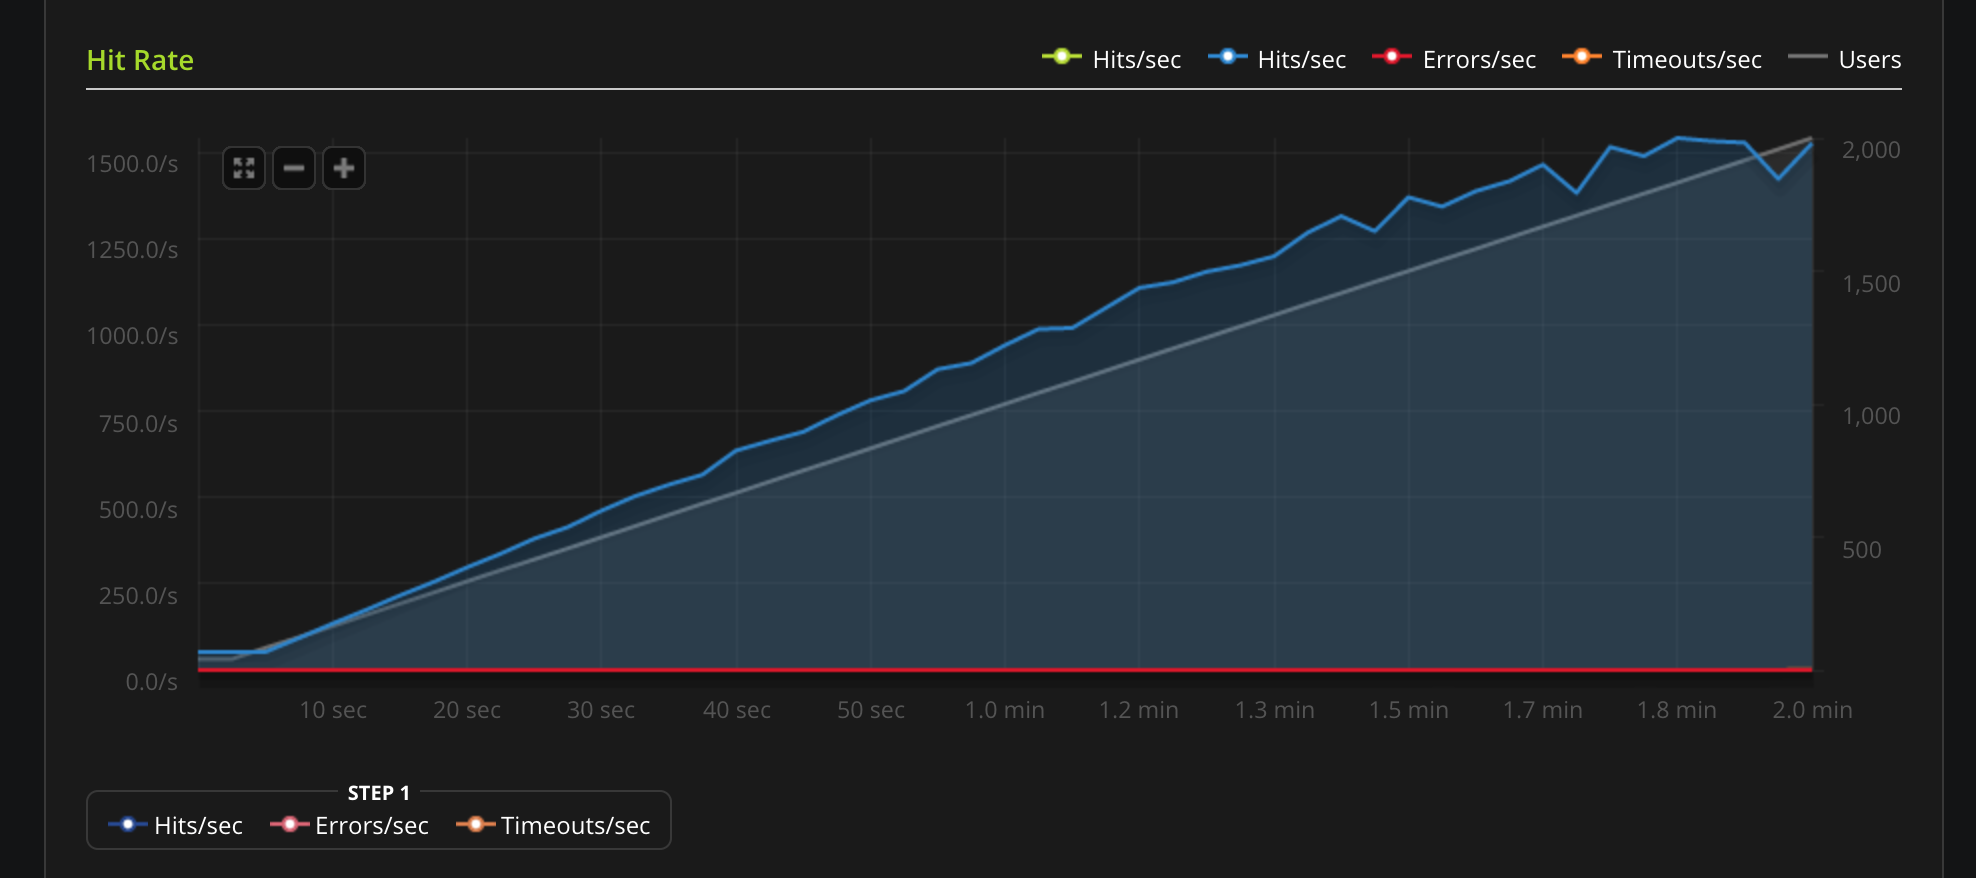 Hit Rate
Hits/sec Hits/sec Errors/sec Timeouts/sec Users
1500.0/s
1250.0/s
1000.0/s
750.0/s
500.0/s
250.0/s
0.0/s
2,000
1,500
1,000
500
10 sec 20 sec 30 sec 40 sec 50 sec 1.0 min 1.2 min 1.3 min 1.5 min 1.7 min 1.8 min 2.0 min
STEP 1
Hits/sec Errors/sec Timeouts/sec